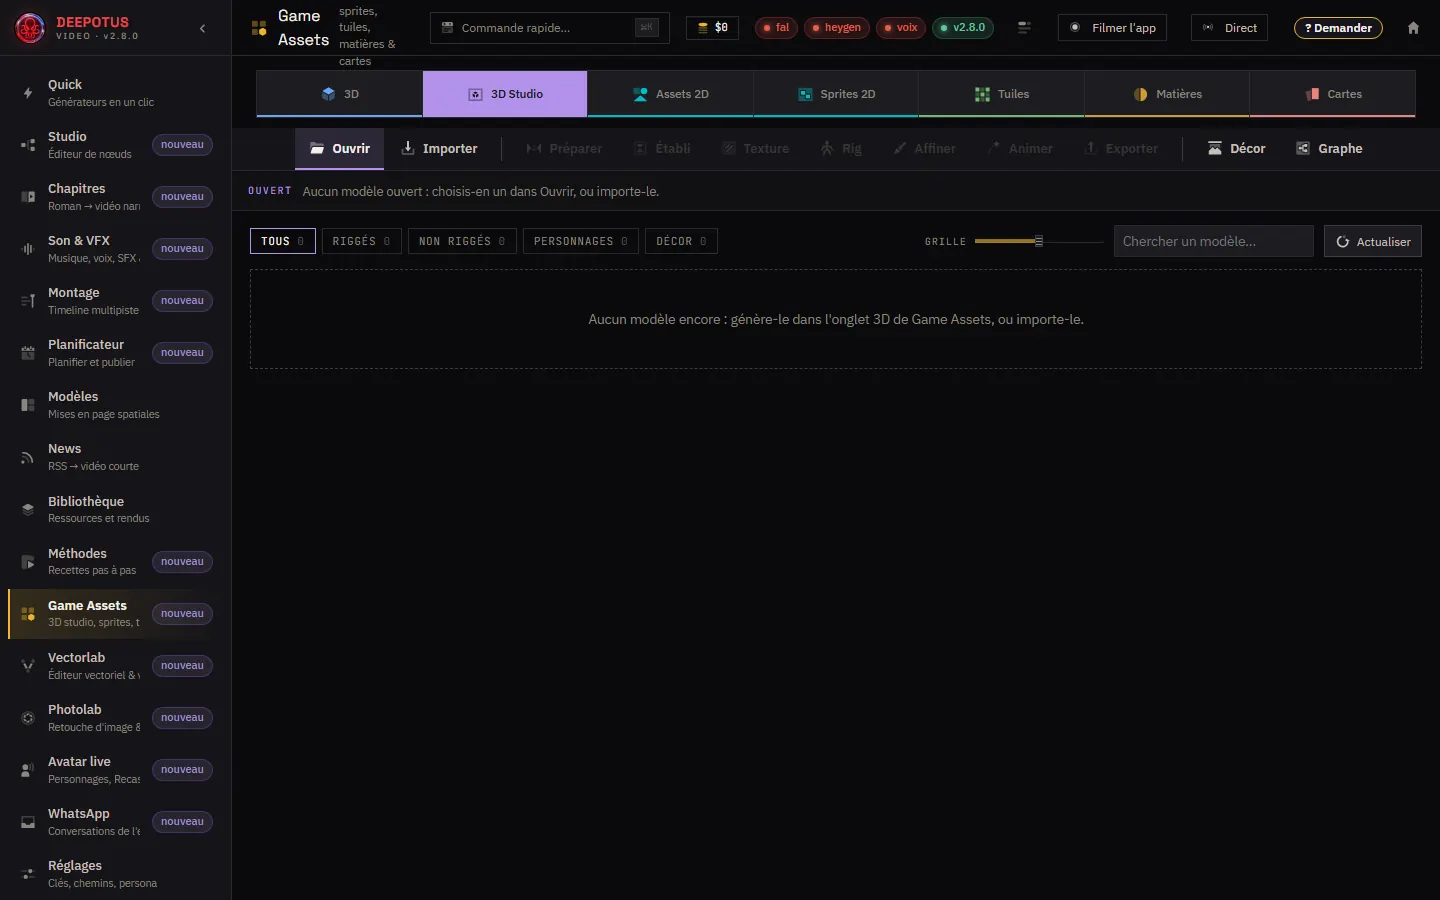 DEEPOTUS
VIDEO · v2.8.0
Quick
Générateurs en un clic
Studio
Éditeur de nœuds
nouveau
Chapitres
Roman → vidéo narr
nouveau
Son & VFX
Musique, voix, SFX
nouveau
Montage
Timeline multipiste
nouveau
Planificateur
Planifier et publier
nouveau
Modèles
Mises en page spatiales
News
RSS → vidéo courte
Bibliothèque
Ressources et rendus
Méthodes
Recettes pas à pas
nouveau
Game Assets
3D studio, sprites, t
nouveau
Vectorlab
Éditeur vectoriel &
nouveau
Photolab
Retouche d'image &
nouveau
Avatar live
Personnages, Recas
nouveau
WhatsApp
Conversations de l'é
nouveau
Réglages
Clés, chemins, persona
Game
Assets
sprites,
tuiles,
matières &
cartes
Commande rapide...
⌘K
$0
fal
heygen
voix
v2.8.0
Filmer l'app
Direct
? Demander
3D
3D Studio
Assets 2D
Sprites 2D
Tuiles
Matières
Cartes
Ouvrir
Importer
Préparer
Établi
Texture
Rig
Affiner
Animer
Exporter
Décor
Graphe
OUVERT Aucun modèle ouvert : choisis-en un dans Ouvrir, ou importe-le.
TOUS 0
RIGGÉS 0
NON RIGGÉS 0
PERSONNAGES 0
DÉCOR 0
GRILLE
Chercher un modèle...
Actualiser
Aucun modèle encore : génère-le dans l'onglet 3D de Game Assets, ou importe-le.